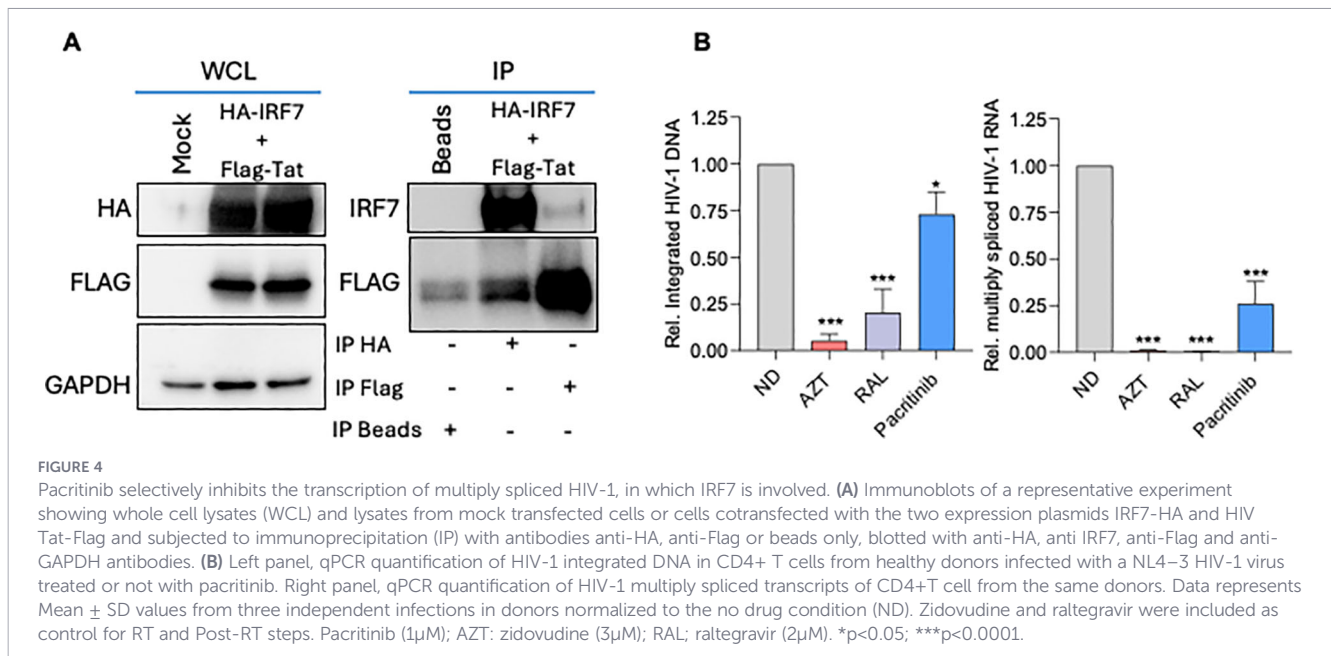 A
WCL
IP
Mock
HA-IRF7
+
Flag-Tat
Beads
HA-IRF7
+
Flag-Tat
HA
FLAG
GAPDH
IRF7
FLAG
IP HA - + -
IP Flag - - +
IP Beads + - -
B
Rel. Integrated HIV-1 DNA
1.25
1.00
0.75
0.50
0.25
0.00
***
***
*
ND
AZT
RAL
Pacritinib
Rel. multiply spliced HIV-1 RNA
1.25
1.00
0.75
0.50
0.25
0.00
***
***
***
ND
AZT
RAL
Pacritinib
FIGURE 4
Pacritinib selectively inhibits the transcription of multiply spliced HIV-1, in which IRF7 is involved. (A) Immunoblots of a representative experiment
showing whole cell lysates (WCL) and lysates from mock transfected cells or cells cotransfected with the two expression plasmids IRF7-HA and HIV
Tat-Flag and subjected to immunoprecipitation (IP) with antibodies anti-HA, anti-Flag or beads only, blotted with anti-HA, anti IRF7, anti-Flag and anti-
GAPDH antibodies. (B) Left panel, qPCR quantification of HIV-1 integrated DNA in CD4+ T cells from healthy donors infected with a NL4–3 HIV-1 virus
treated or not with pacritinib. Right panel, qPCR quantification of HIV-1 multiply spliced transcripts of CD4+T cell from the same donors. Data represents
Mean ± SD values from three independent infections in donors normalized to the no drug condition (ND). Zidovudine and raltegravir were included as
control for RT and Post-RT steps. Pacritinib (1µM); AZT: zidovudine (3µM); RAL; raltegravir (2µM). *p<0.05; ***p<0.0001.